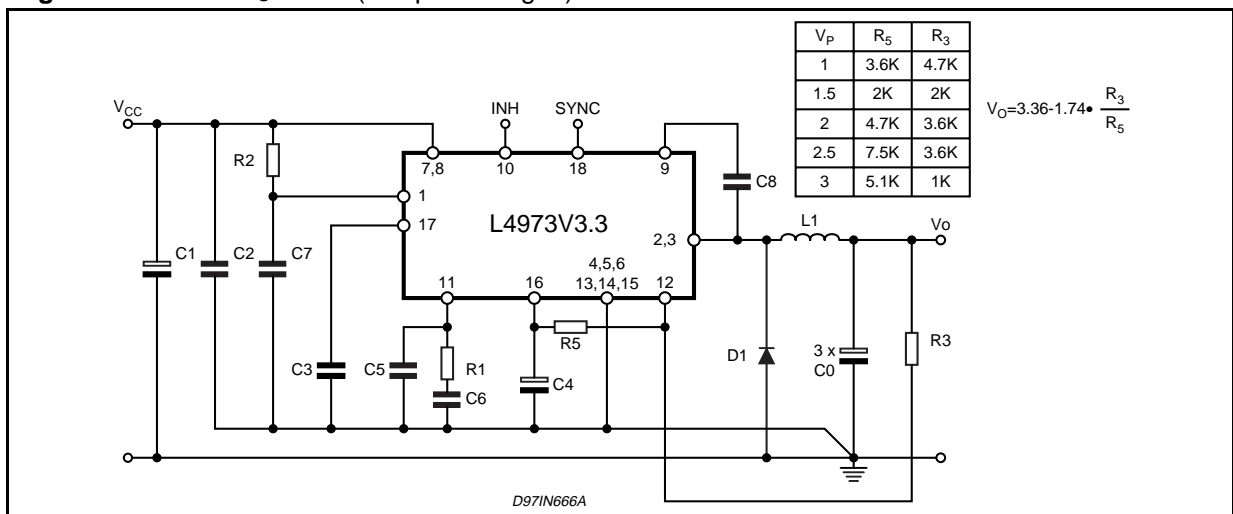 V_P R_5 R_3
1 3.6K 4.7K
1.5 2K 2K
2 4.7K 3.6K
2.5 7.5K 3.6K
3 5.1K 1K
V_O=3.36-1.74• R_3
R_5
V_CC
INH SYNC
R2
7,8 10 18 9
C8
1
17
L4973V3.3
2,3
L1
Vo
C1 C2 C7
4,5,6
11 16 13,14,15 12
R5
C3 C5 R1
C6
C4
D1
3 x
C0
R3
D97IN666A